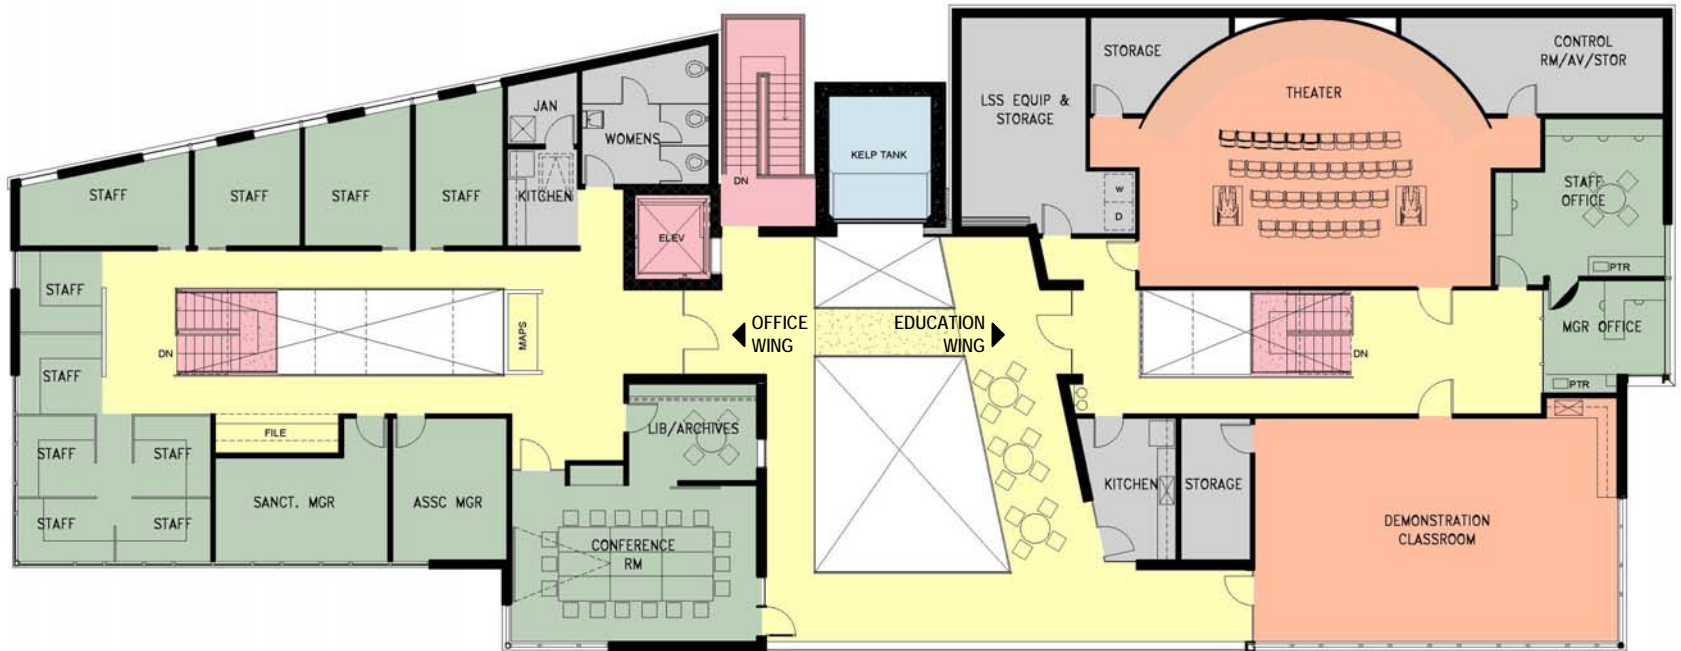 STORAGE
CONTROL
RM/AV/STOR
THEATER
LSS EQUIP &
STORAGE
JAN
WOMENS
KELP TANK
DN
W
D
STAFF
STAFF
STAFF
STAFF
KITCHEN
STAFF
OFFICE
ELEV
PTR
STAFF
MAPS
OFFICE
WING
EDUCATION
WING
MGR OFFICE
DN
DN
STAFF
PTR
FILE
LIB/ARCHIVES
STAFF
STAFF
SANCT. MGR
ASSC MGR
KITCHEN
STORAGE
STAFF
STAFF
CONFERENCE
RM
DEMONSTRATION
CLASSROOM